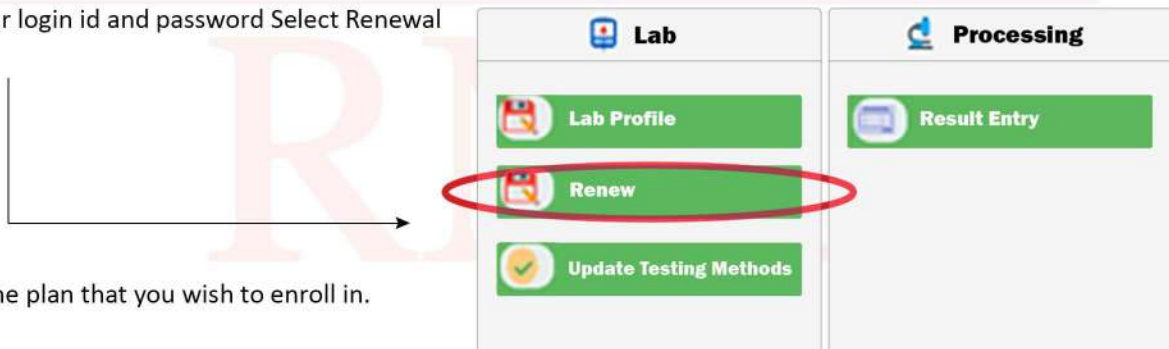 r login id and password Select Renewal
Lab
Processing
Lab Profile
Result Entry
Renew
Update Testing Methods
ne plan that you wish to enroll in.